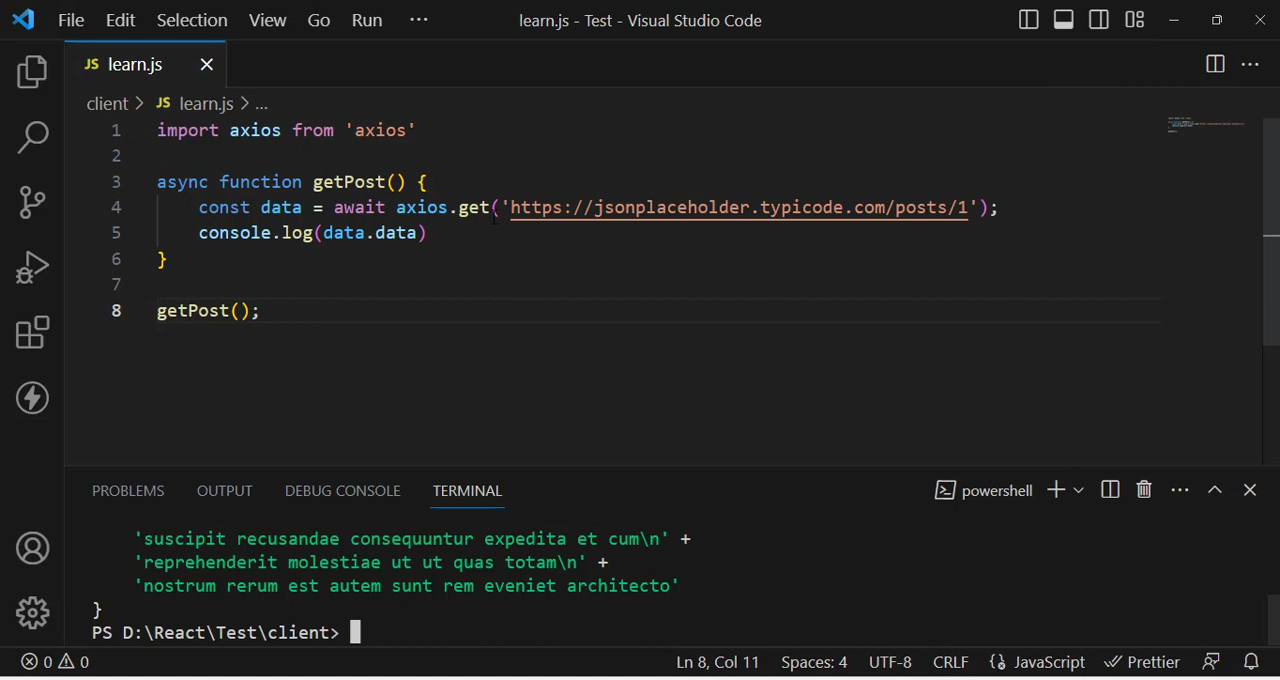 File Edit Selection View Go Run ··· learn.js - Test - Visual Studio Code
JS learn.js
client > JS learn.js > ...
1 import axios from 'axios'
2
3 async function getPost() {
4 const data = await axios.get('https://jsonplaceholder.typicode.com/posts/1');
5 console.log(data.data)
6 }
7
8 getPost();
PROBLEMS OUTPUT DEBUG CONSOLE TERMINAL powershell
'suscipit recusandae consequuntur expedita et cum\n' +
'reprehenderit molestiae ut ut quas totam\n' +
'nostrum rerum est autem sunt rem eveniet architecto'
}
PS D:\React\Test\client>
0 0 Ln 8, Col 11 Spaces: 4 UTF-8 CRLF {} JavaScript Prettier